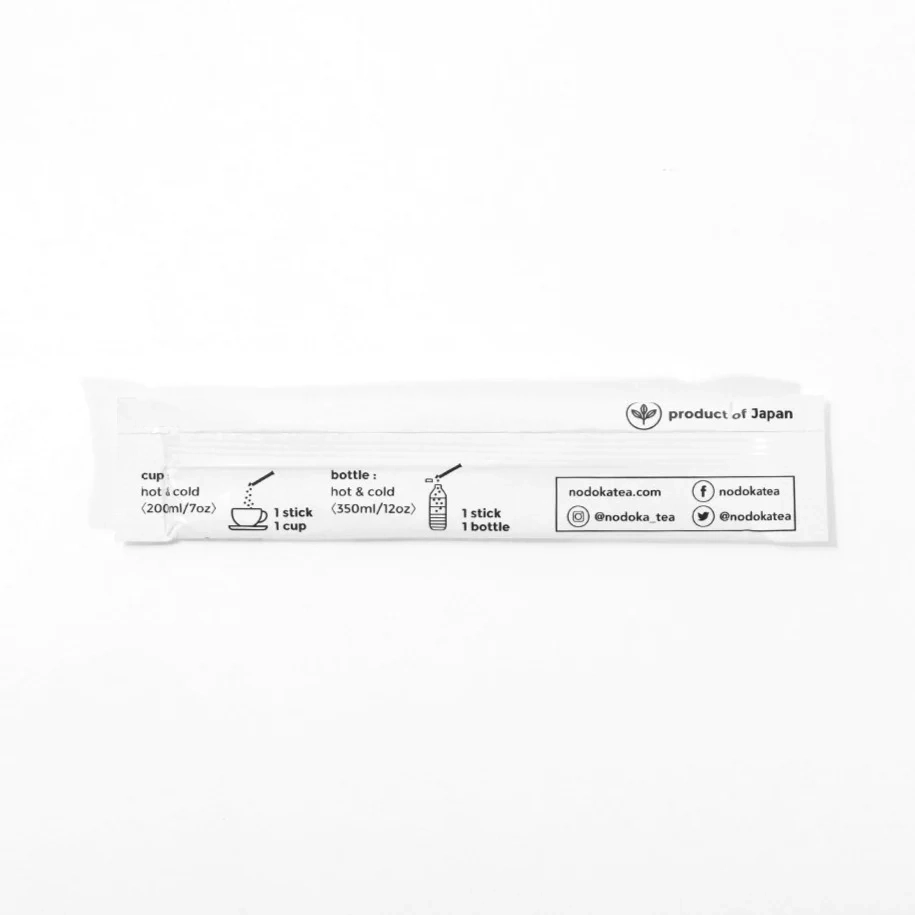 product of Japan
cup
hot & cold
〈200ml/7oz〉
1 stick
1 cup
bottle :
hot & cold
〈350ml/12oz〉
1 stick
1 bottle
nodokatea.com
nodokatea
@nodoka_tea
@nodokatea